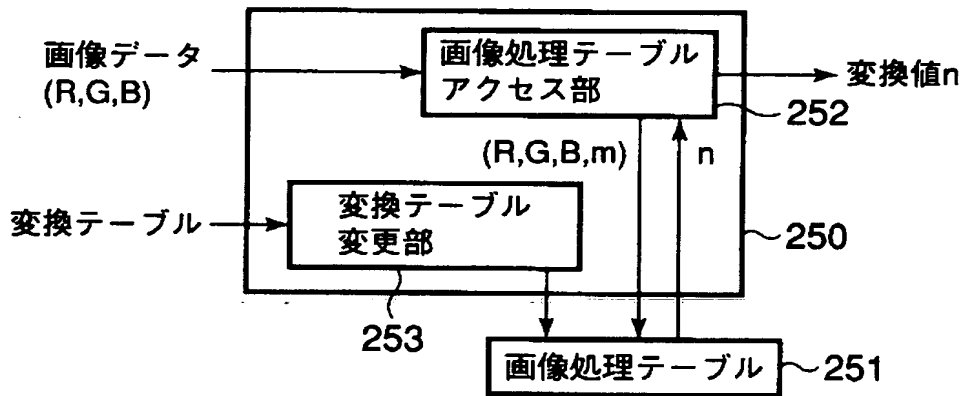 画像データ
(R,G,B)
画像処理テーブル
アクセス部
変換値n
252
(R,G,B,m)
n
変換テーブル
変換テーブル
変更部
250
253
画像処理テーブル
251